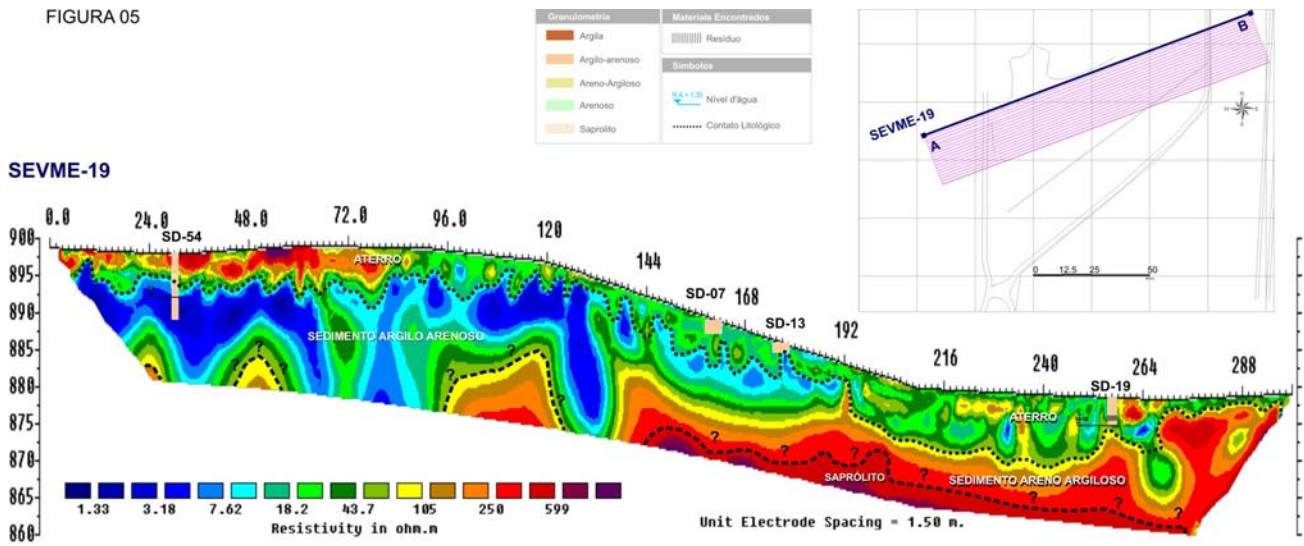 FIGURA 05
Granulometria
Argila
Argilo-arenoso
Areno-Argiloso
Arenoso
Saprolito
Materiais Encontrados
Resíduo
Símbolos
N.A.= 1.35
Nível d'água
Contato Litológico
SEVME-19
A
B
N
0 12.5 25 50
SEVME-19
0.0 24.0 48.0 72.0 96.0 120 144 168 192 216 240 264 288
SD-54
SD-07
SD-13
SD-19
900
895
890
885
880
875
870
865
860
ATERRO
SEDIMENTO ARGILO ARENOSO
? ? ? ? ? ? ?
ATERRO
SAPRÓLITO
SEDIMENTO ARENO ARGILOSO
? ? ? ? ? ? ? ?
1.33 3.18 7.62 18.2 43.7 105 250 599
Resistivity in ohm.m
Unit Electrode Spacing = 1.50 m.